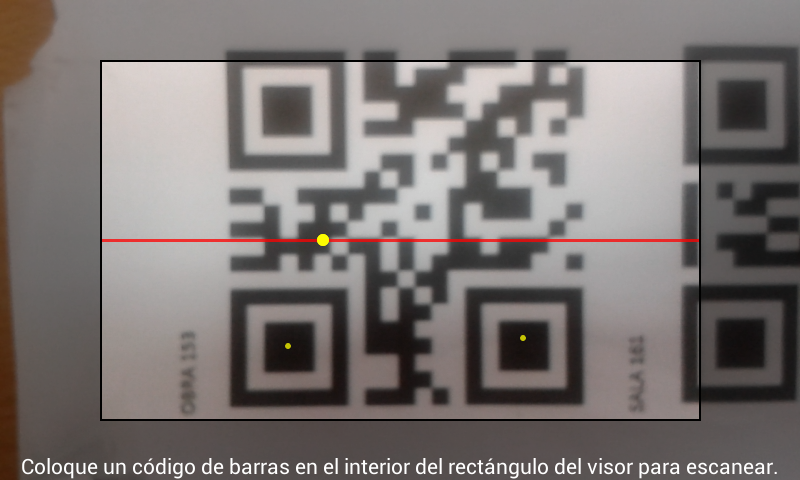 OBRA 153
SALA 161
Coloque un código de barras en el interior del rectángulo del visor para escanear.